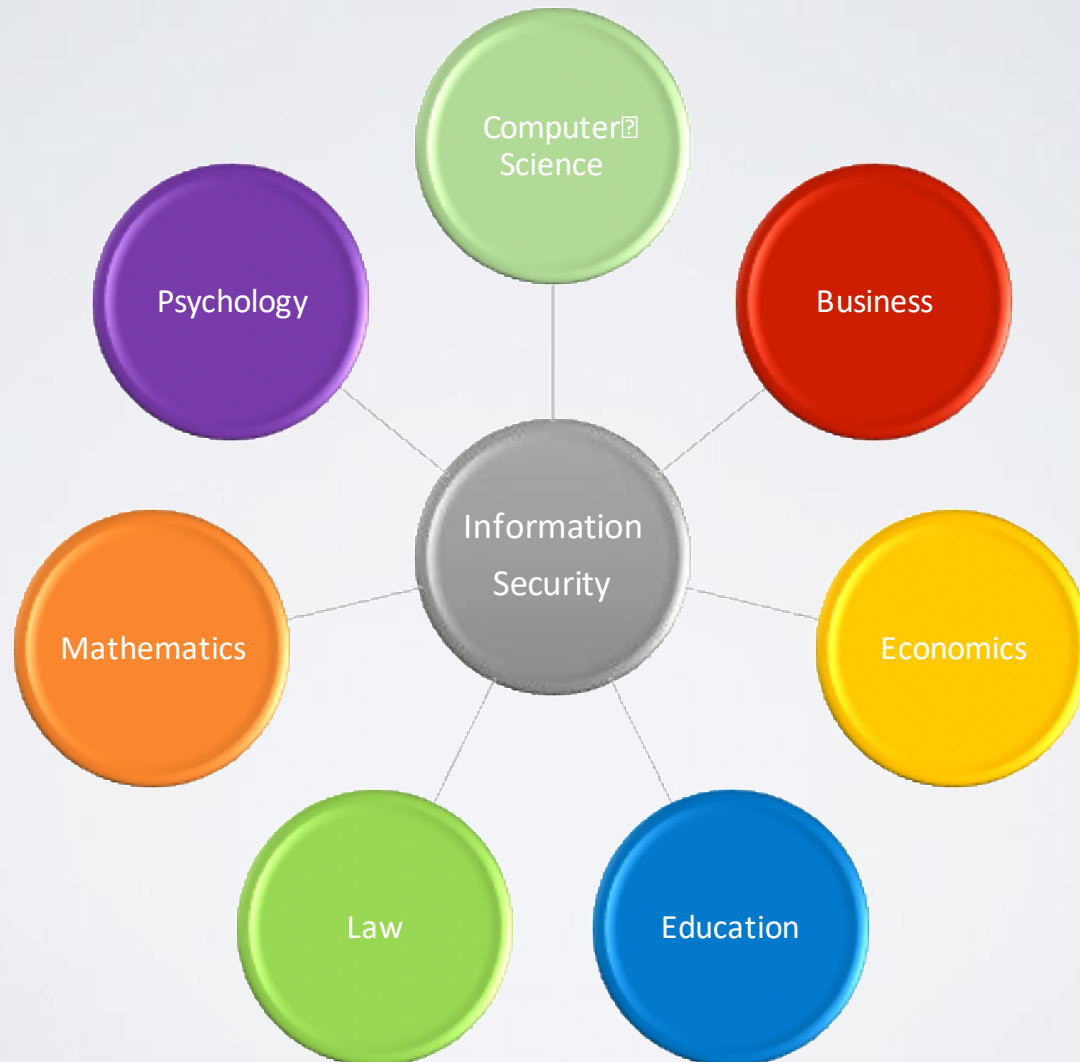 Computer
Science
Psychology
Business
Information
Security
Mathematics
Economics
Law
Education